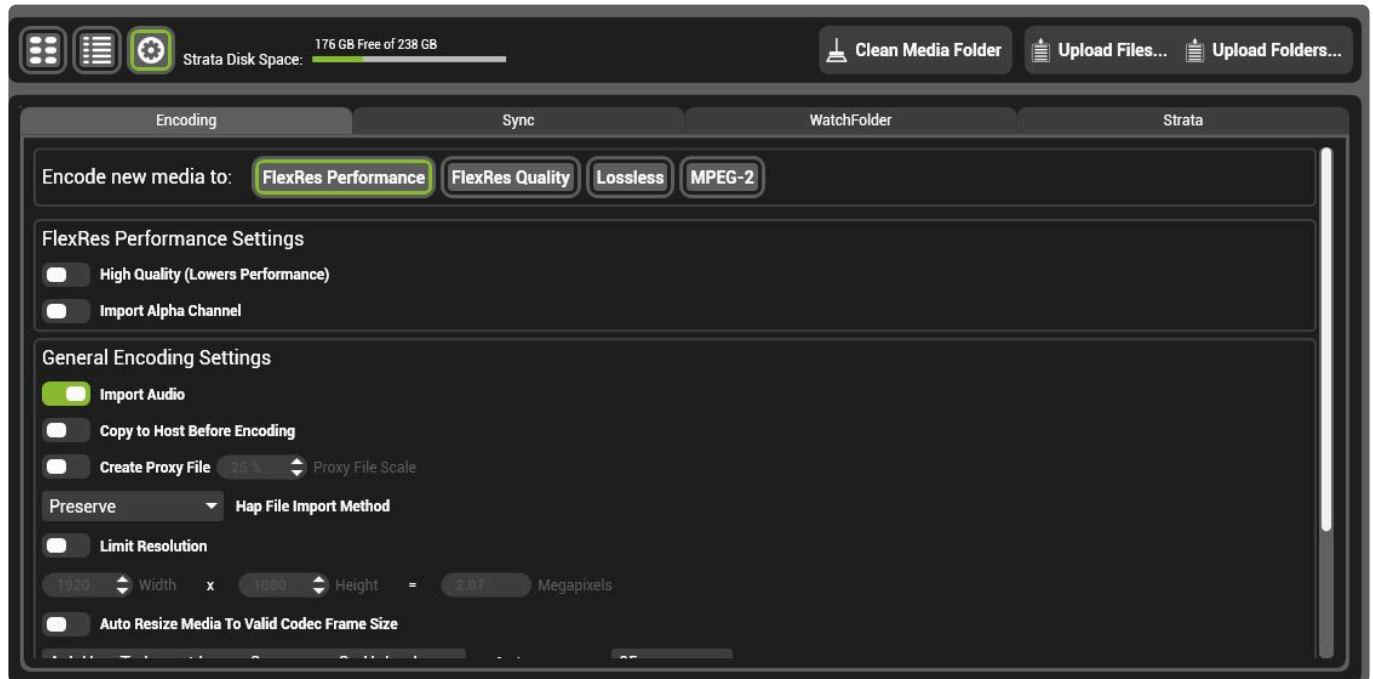 176 GB Free of 238 GB
Strata Disk Space:
Clean Media Folder
Upload Files...
Upload Folders...
Encoding
Sync
WatchFolder
Strata
Encode new media to: FlexRes Performance FlexRes Quality Lossless MPEG-2
FlexRes Performance Settings
High Quality (Lowers Performance)
Import Alpha Channel
General Encoding Settings
Import Audio
Copy to Host Before Encoding
Create Proxy File 25 % Proxy File Scale
Preserve Hap File Import Method
Limit Resolution
1920 Width x 1080 Height = 2.07 Megapixels
Auto Resize Media To Valid Codec Frame Size